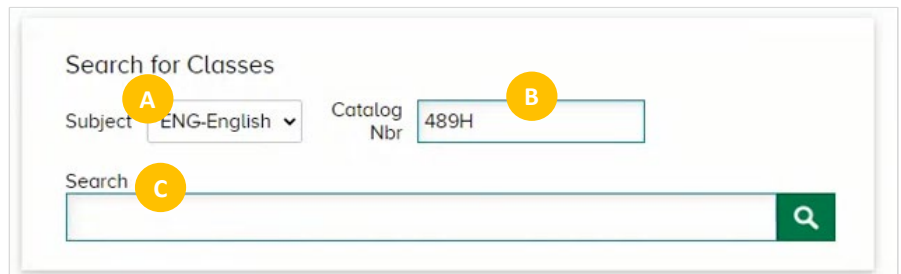 Search for Classes
A
B
Subject ENG-English Catalog Nbr 489H
Search
C